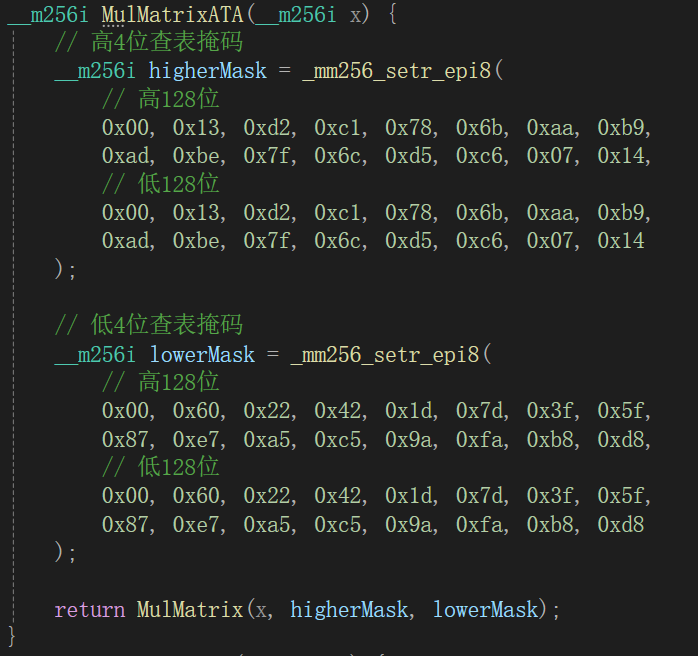 __m256i MulMatrixATA(__m256i x) {
    // 高4位查表掩码
    __m256i higherMask = _mm256_setr_epi8(
        // 高128位
        0x00, 0x13, 0xd2, 0xc1, 0x78, 0x6b, 0xaa, 0xb9,
        0xad, 0xbe, 0x7f, 0x6c, 0xd5, 0xc6, 0x07, 0x14,
        // 低128位
        0x00, 0x13, 0xd2, 0xc1, 0x78, 0x6b, 0xaa, 0xb9,
        0xad, 0xbe, 0x7f, 0x6c, 0xd5, 0xc6, 0x07, 0x14
    );

    // 低4位查表掩码
    __m256i lowerMask = _mm256_setr_epi8(
        // 高128位
        0x00, 0x60, 0x22, 0x42, 0x1d, 0x7d, 0x3f, 0x5f,
        0x87, 0xe7, 0xa5, 0xc5, 0x9a, 0xfa, 0xb8, 0xd8,
        // 低128位
        0x00, 0x60, 0x22, 0x42, 0x1d, 0x7d, 0x3f, 0x5f,
        0x87, 0xe7, 0xa5, 0xc5, 0x9a, 0xfa, 0xb8, 0xd8
    );

    return MulMatrix(x, higherMask, lowerMask);
}